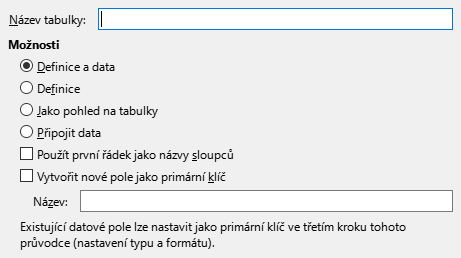 Název tabulky:
Možnosti
Definice a data
Definice
Jako pohled na tabulky
Připojit data
Použít první řádek jako názvy sloupců
Vytvořit nové pole jako primární klíč
Název:
Existující datové pole lze nastavit jako primární klíč ve třetím kroku tohoto
průvodce (nastavení typu a formátu).